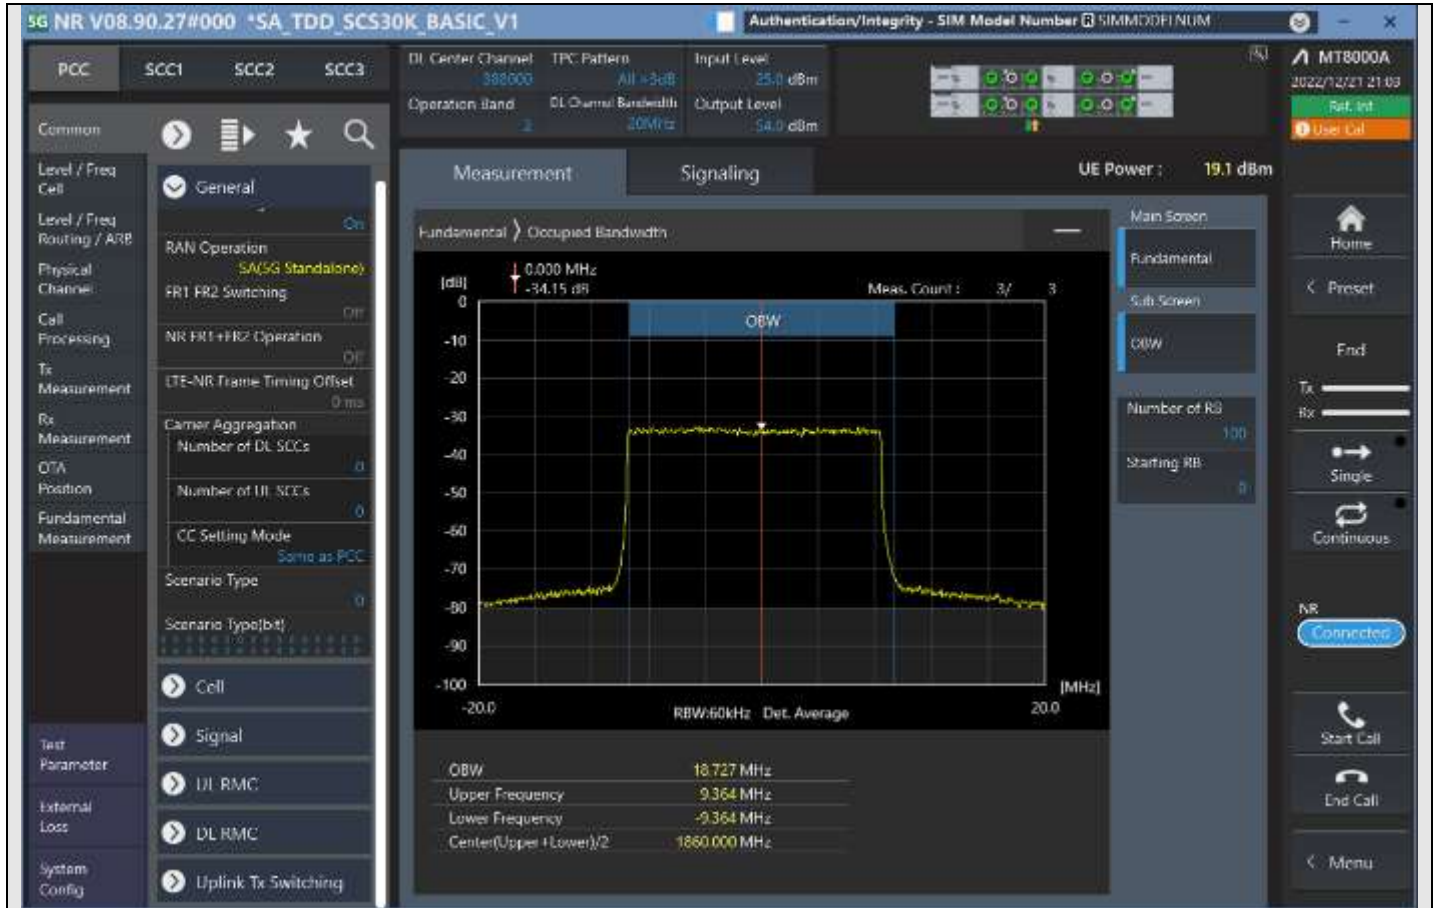 5G NR V08.90.27#000 *SA_TDD_SCS30K_BASIC_V1
Authentication/Integrity - SIM Model Number SIMMODELNUM
PCC SCC1 SCC2 SCC3
DL Center Channel
388000
TPC Pattern
All +3dB
Input Level
25.0 dBm
Operation Band
2
DL Channel Bandwidth
20MHz
Output Level
-54.0 dBm
MT8000A
2022/12/21 21:03
Ref. Int
User Cal
Common
Level / Freq
Cell
Level / Freq
Routing / ARB
Physical
Channel
Call
Processing
Tx
Measurement
Rx
Measurement
OTA
Position
Fundamental
Measurement
Test
Parameter
External
Loss
System
Config
General
On
RAN Operation
SA(5G Standalone)
FR1 FR2 Switching
Off
NR FR1+FR2 Operation
Off
LTE-NR Frame Timing Offset
0 ms
Carrier Aggregation
Number of DL SCCs
0
Number of UL SCCs
0
CC Setting Mode
Same as PCC
Scenario Type
0
Scenario Type(bit)
Cell
Signal
UL RMC
DL RMC
Uplink Tx Switching
Measurement
Signaling
UE Power : 19.1 dBm
Fundamental
Occupied Bandwidth
0.000 MHz
-34.15 dB
Meas. Count : 3/ 3
[dB]
0
-10
-20
-30
-40
-50
-60
-70
-80
-90
-100
OBW
-20.0
RBW:60kHz Det. Average
20.0
[MHz]
OBW 18.727 MHz
Upper Frequency 9.364 MHz
Lower Frequency -9.364 MHz
Center(Upper+Lower)/2 1860.000 MHz
Main Screen
Fundamental
Sub Screen
OBW
Number of RB
100
Starting RB
0
Home
Preset
End
Tx
Rx
Single
Continuous
NR
Connected
Start Call
End Call
Menu